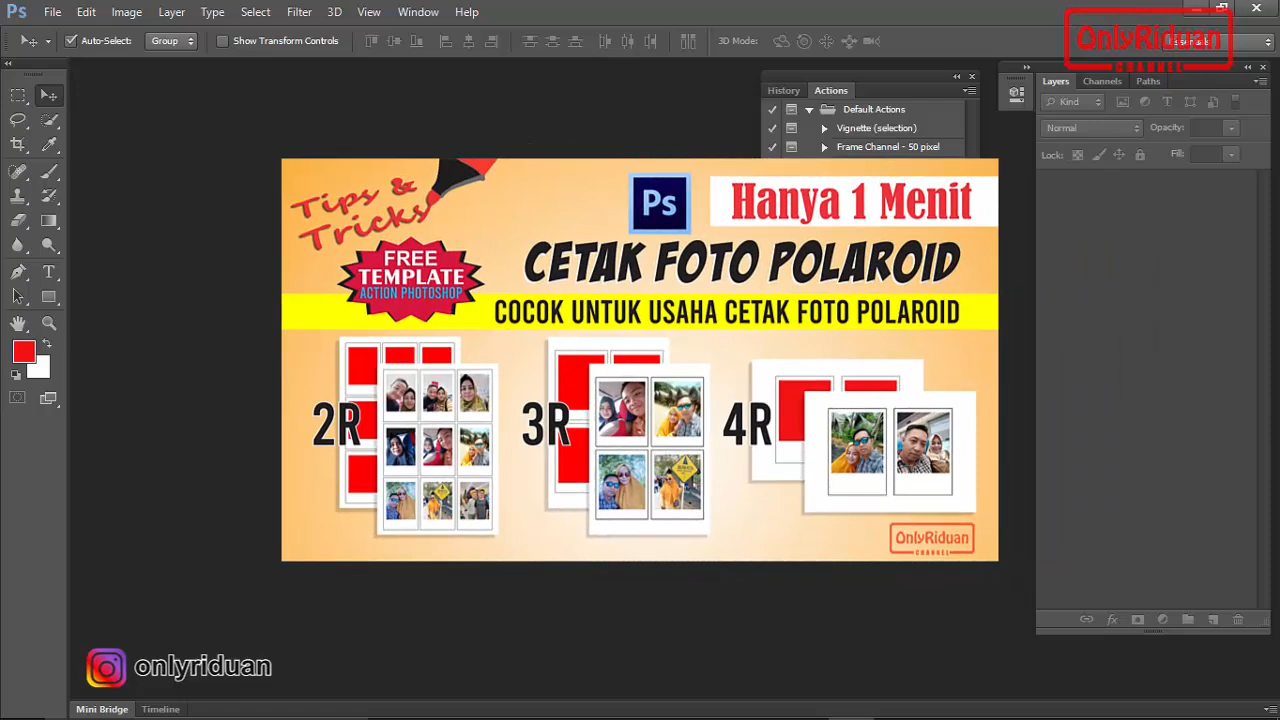 Ps File Edit Image Layer Type Select Filter 3D View Window Help
Auto-Select: Group Show Transform Controls 3D Mode: Essentials
OnlyRiduan
CHANNEL
History Actions
Default Actions
Vignette (selection)
Frame Channel - 50 pixel
Layers Channels Paths
Kind
Normal Opacity:
Lock: Fill:
Tips &
Tricks
Ps
Hanya 1 Menit
FREE
TEMPLATE
ACTION PHOTOSHOP
CETAK FOTO POLAROID
COCOK UNTUK USAHA CETAK FOTO POLAROID
2R
3R
4R
OnlyRiduan
CHANNEL
onlyriduan
Mini Bridge Timeline